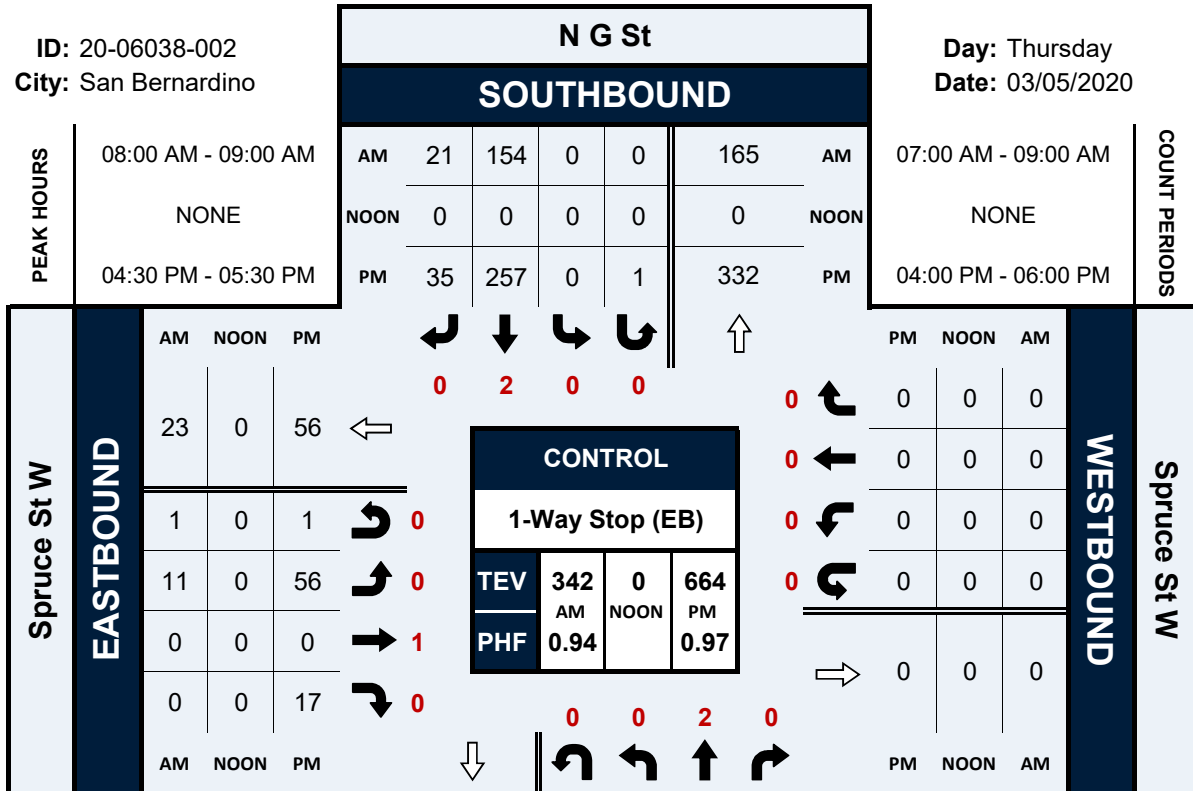 ID: 20-06038-002
City: San Bernardino
N G St
SOUTHBOUND
Day: Thursday
Date: 03/05/2020
PEAK HOURS
08:00 AM - 09:00 AM
NONE
04:30 PM - 05:30 PM
AM 21 154 0 0 165 AM
NOON 0 0 0 0 0 NOON
PM 35 257 0 1 332 PM
07:00 AM - 09:00 AM
NONE
04:00 PM - 06:00 PM
COUNT PERIODS
0 2 0 0
Spruce St W
EASTBOUND
AM NOON PM
23 0 56
1 0 1 0
11 0 56 0
0 0 0 1
0 0 17 0
AM NOON PM
CONTROL
1-Way Stop (EB)
TEV 342 0 664
AM NOON PM
PHF 0.94 0.97
PM NOON AM
0 0 0 0
0 0 0 0
0 0 0 0
0 0 0 0
0 0 0
PM NOON AM
WESTBOUND
Spruce St W
0 0 2 0